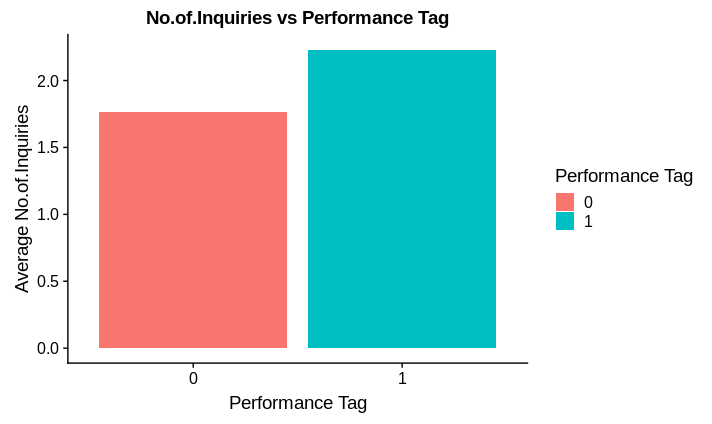 No.of.Inquiries vs Performance Tag
Average No.of.Inquiries
2.0
1.5
1.0
0.5
0.0
0
1
Performance Tag
Performance Tag
0
1